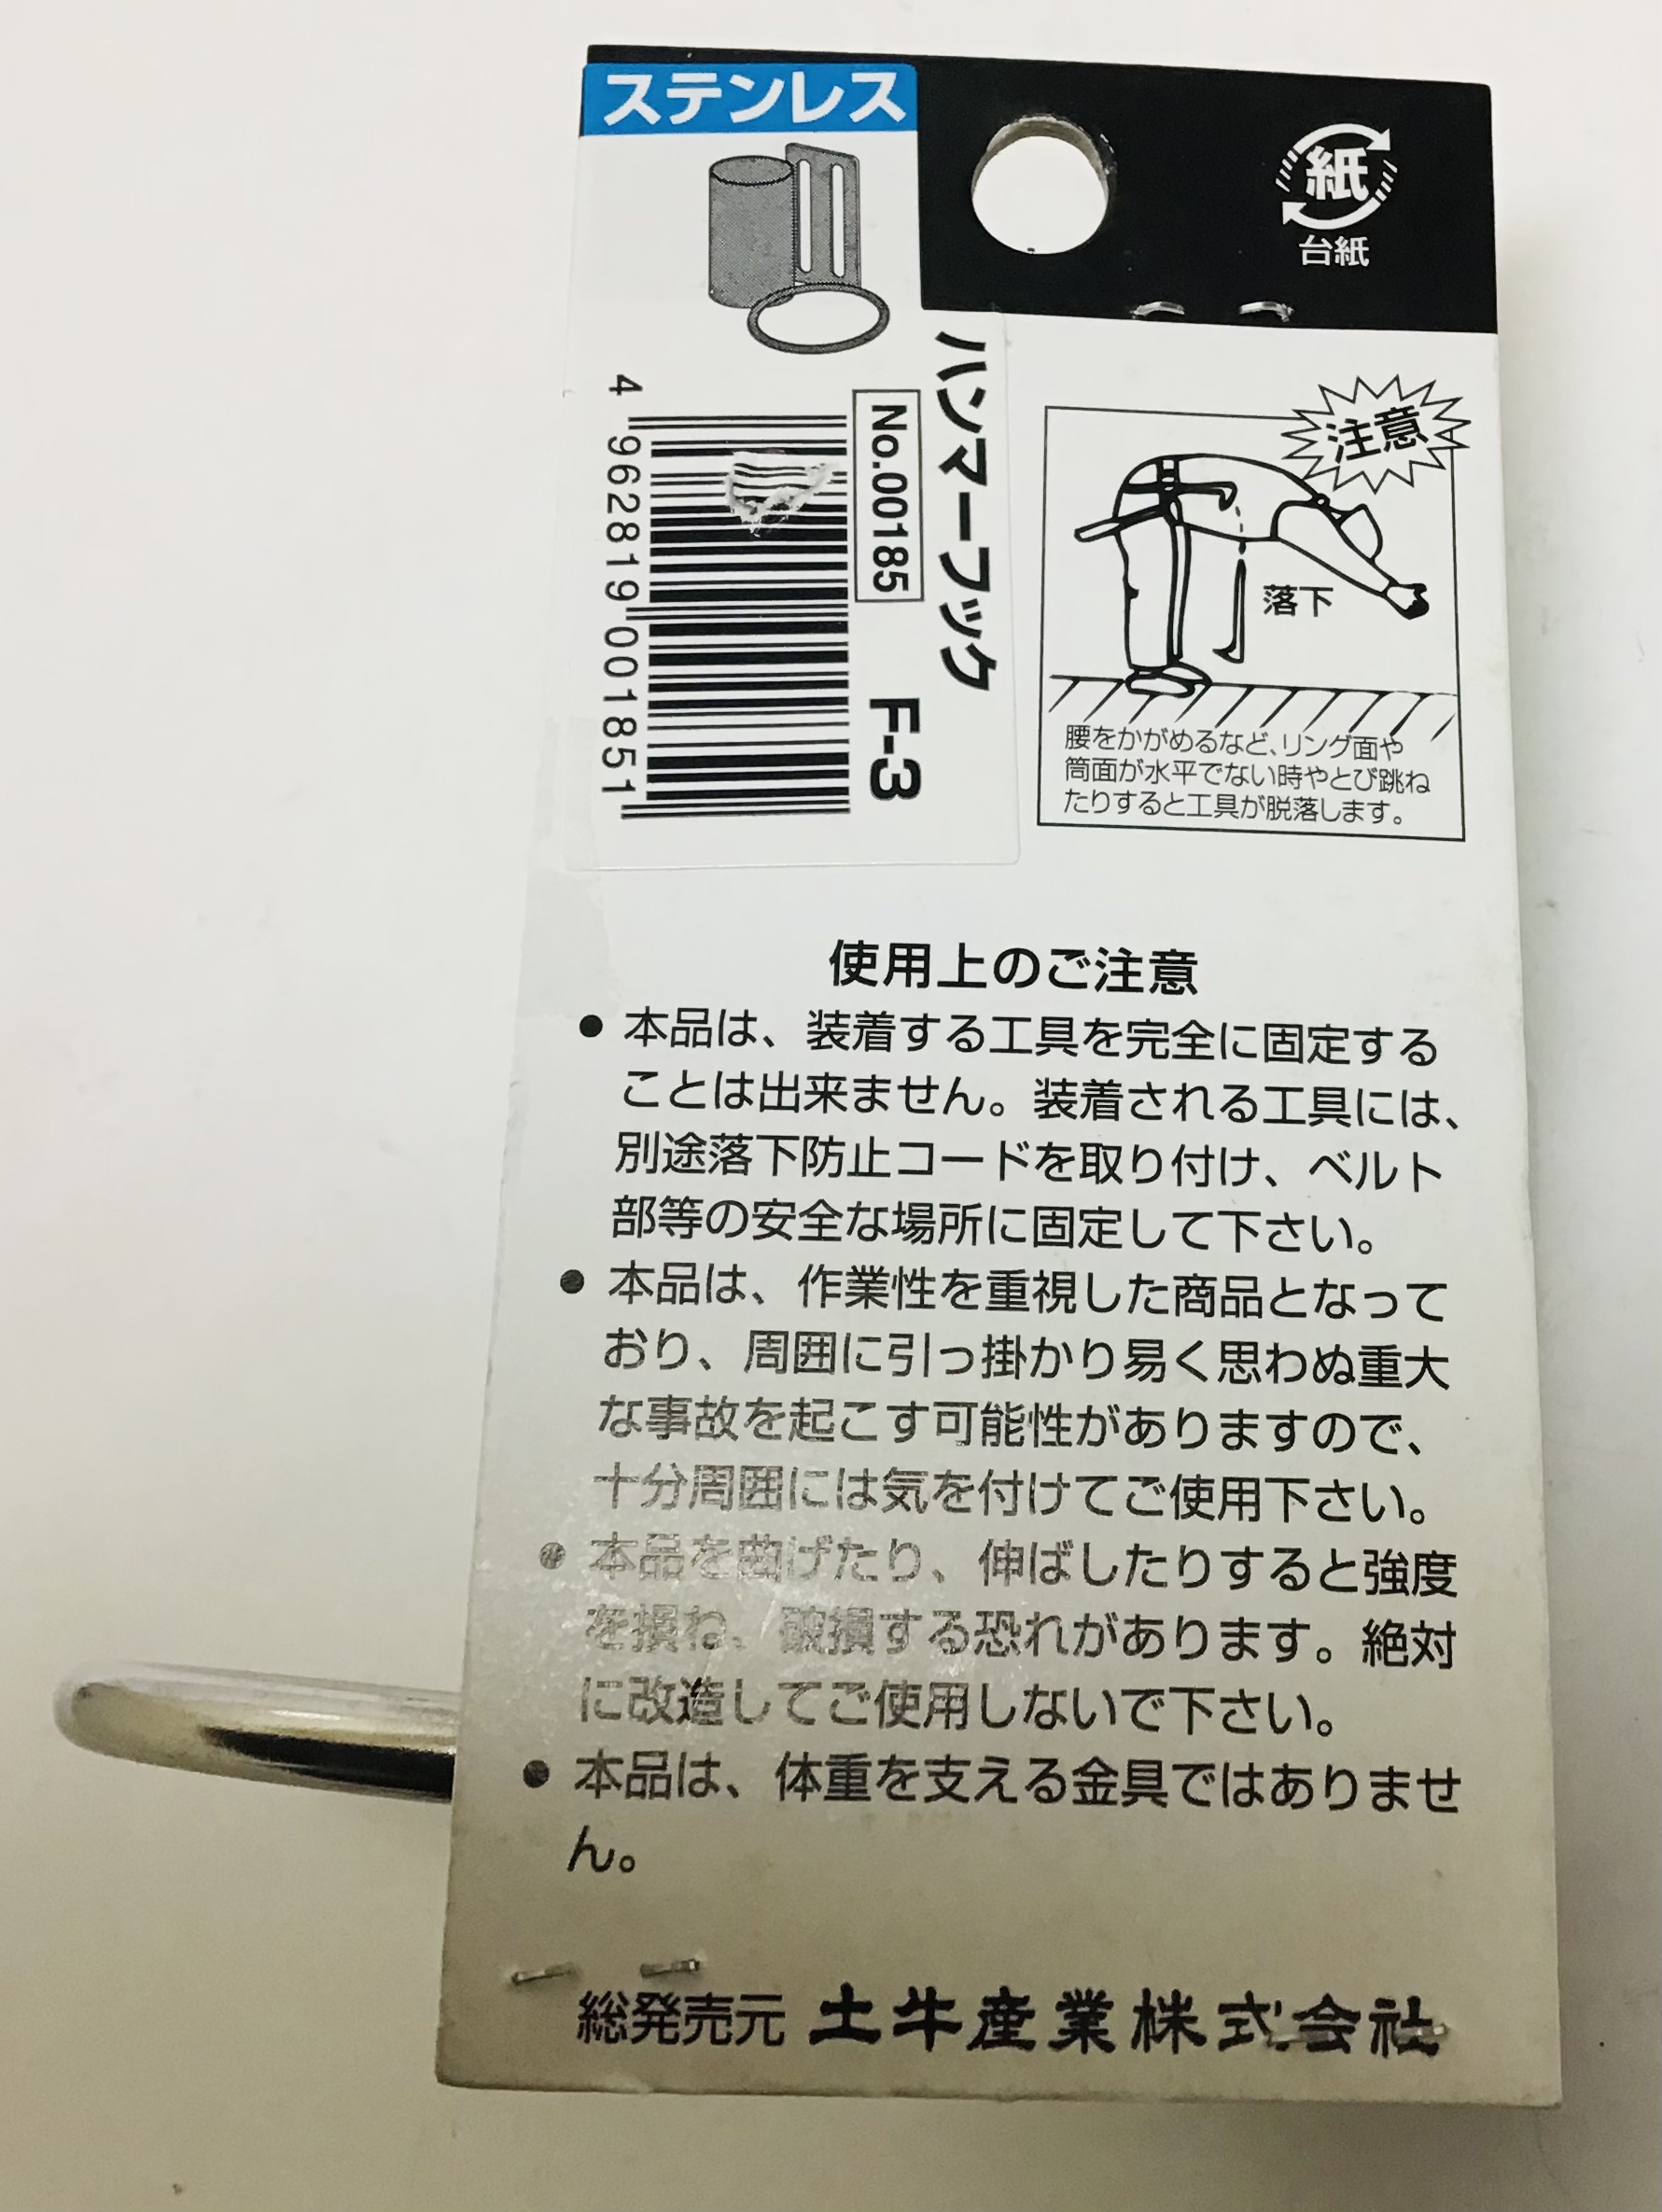 ステンレス
紙
台紙
ハンマーフック
No.00185
F-3
4 962819 001851
注意
落下
腰をかがめるなど、リング面や
筒面が水平でない時やとび跳ね
たりすると工具が脱落します。
使用上のご注意
● 本品は、装着する工具を完全に固定する
ことは出来ません。装着される工具には、
別途落下防止コードを取り付け、ベルト
部等の安全な場所に固定して下さい。
● 本品は、作業性を重視した商品となって
おり、周囲に引っ掛かり易く思わぬ重大
な事故を起こす可能性がありますので、
十分周囲には気を付けてご使用下さい。
● 本品を曲げたり、伸ばしたりすると強度
を損ね、破損する恐れがあります。絶対
に改造してご使用しないで下さい。
● 本品は、体重を支える金具ではありませ
ん。
総発売元 土牛産業株式会社